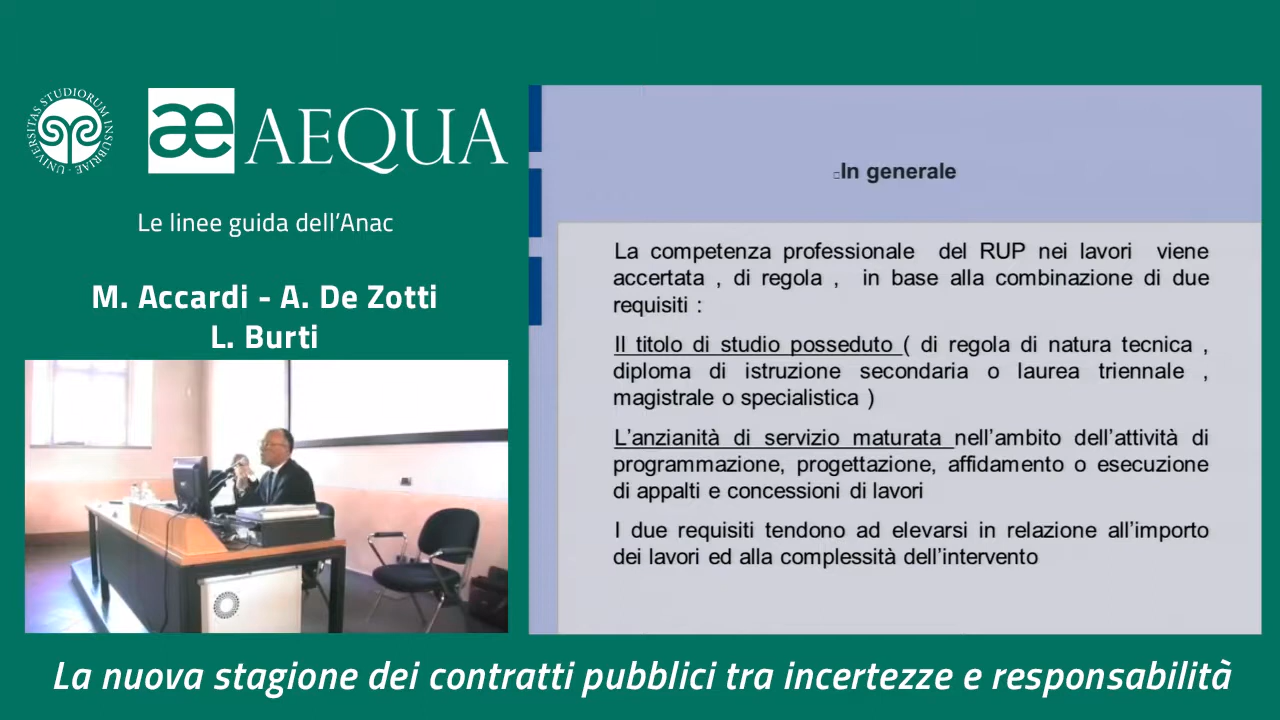 UNIVERSITAS STUDIORUM INSUBRIAE
æ AEQUA
Le linee guida dell’Anac
M. Accardi - A. De Zotti
L. Burti
In generale
La competenza professionale del RUP nei lavori viene
accertata , di regola , in base alla combinazione di due
requisiti :
Il titolo di studio posseduto ( di regola di natura tecnica ,
diploma di istruzione secondaria o laurea triennale ,
magistrale o specialistica )
L’anzianità di servizio maturata nell’ambito dell’attività di
programmazione, progettazione, affidamento o esecuzione
di appalti e concessioni di lavori
I due requisiti tendono ad elevarsi in relazione all’importo
dei lavori ed alla complessità dell’intervento
La nuova stagione dei contratti pubblici tra incertezze e responsabilità